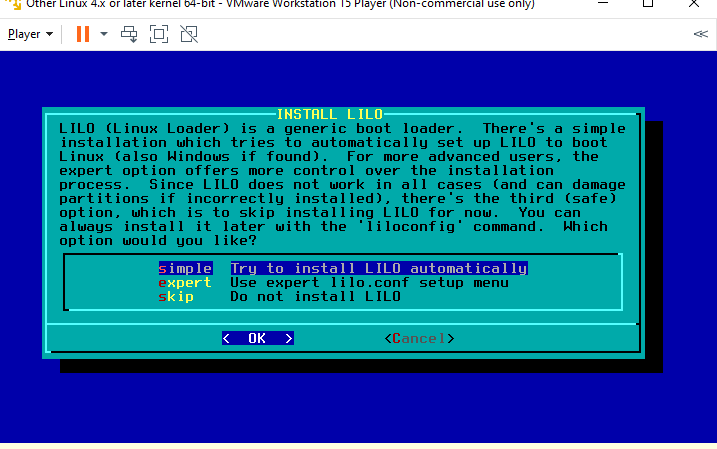 Other Linux 4.x or later kernel 64-bit - VMware Workstation 15 Player (Non-commercial use only)
Player
INSTALL LILO
LILO (Linux Loader) is a generic boot loader.  There's a simple
installation which tries to automatically set up LILO to boot
Linux (also Windows if found).  For more advanced users, the
expert option offers more control over the installation
process.  Since LILO does not work in all cases (and can damage
partitions if incorrectly installed), there's the third (safe)
option, which is to skip installing LILO for now.  You can
always install it later with the 'liloconfig' command.  Which
option would you like?
simple  Try to install LILO automatically
expert  Use expert lilo.conf setup menu
skip    Do not install LILO
<  OK  >          <Cancel>